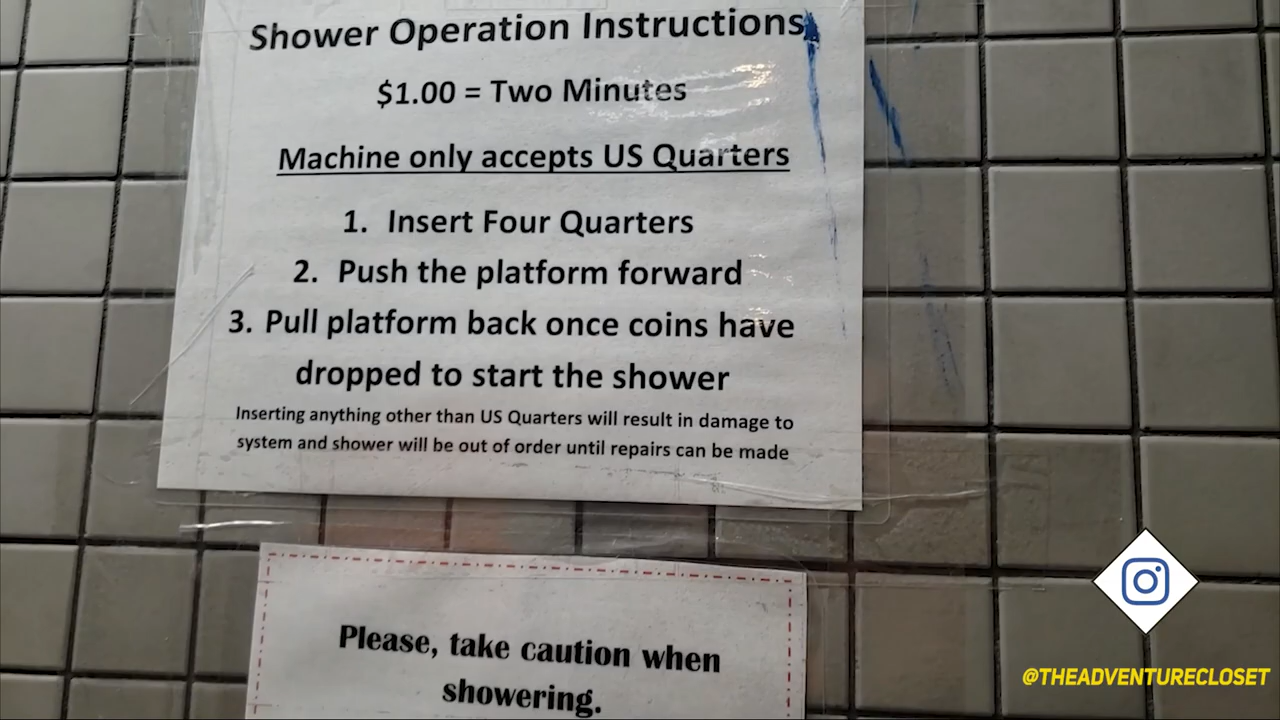 Shower Operation Instructions
$1.00 = Two Minutes
Machine only accepts US Quarters
1. Insert Four Quarters
2. Push the platform forward
3. Pull platform back once coins have
dropped to start the shower
Inserting anything other than US Quarters will result in damage to
system and shower will be out of order until repairs can be made
Please, take caution when
showering.
@THEADVENTURECLOSET